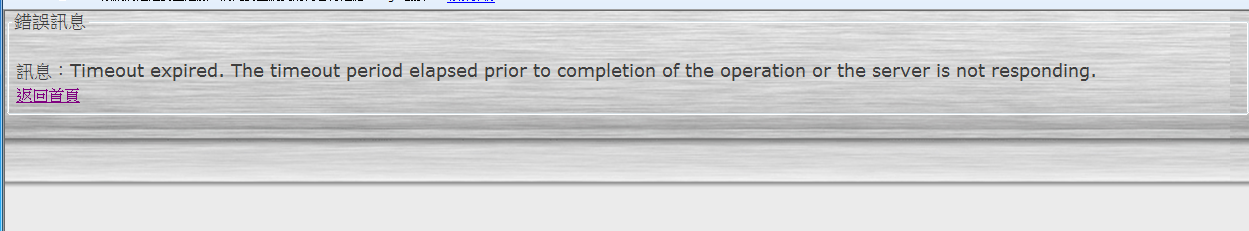 錯誤訊息
訊息：Timeout expired. The timeout period elapsed prior to completion of the operation or the server is not responding.
返回首頁